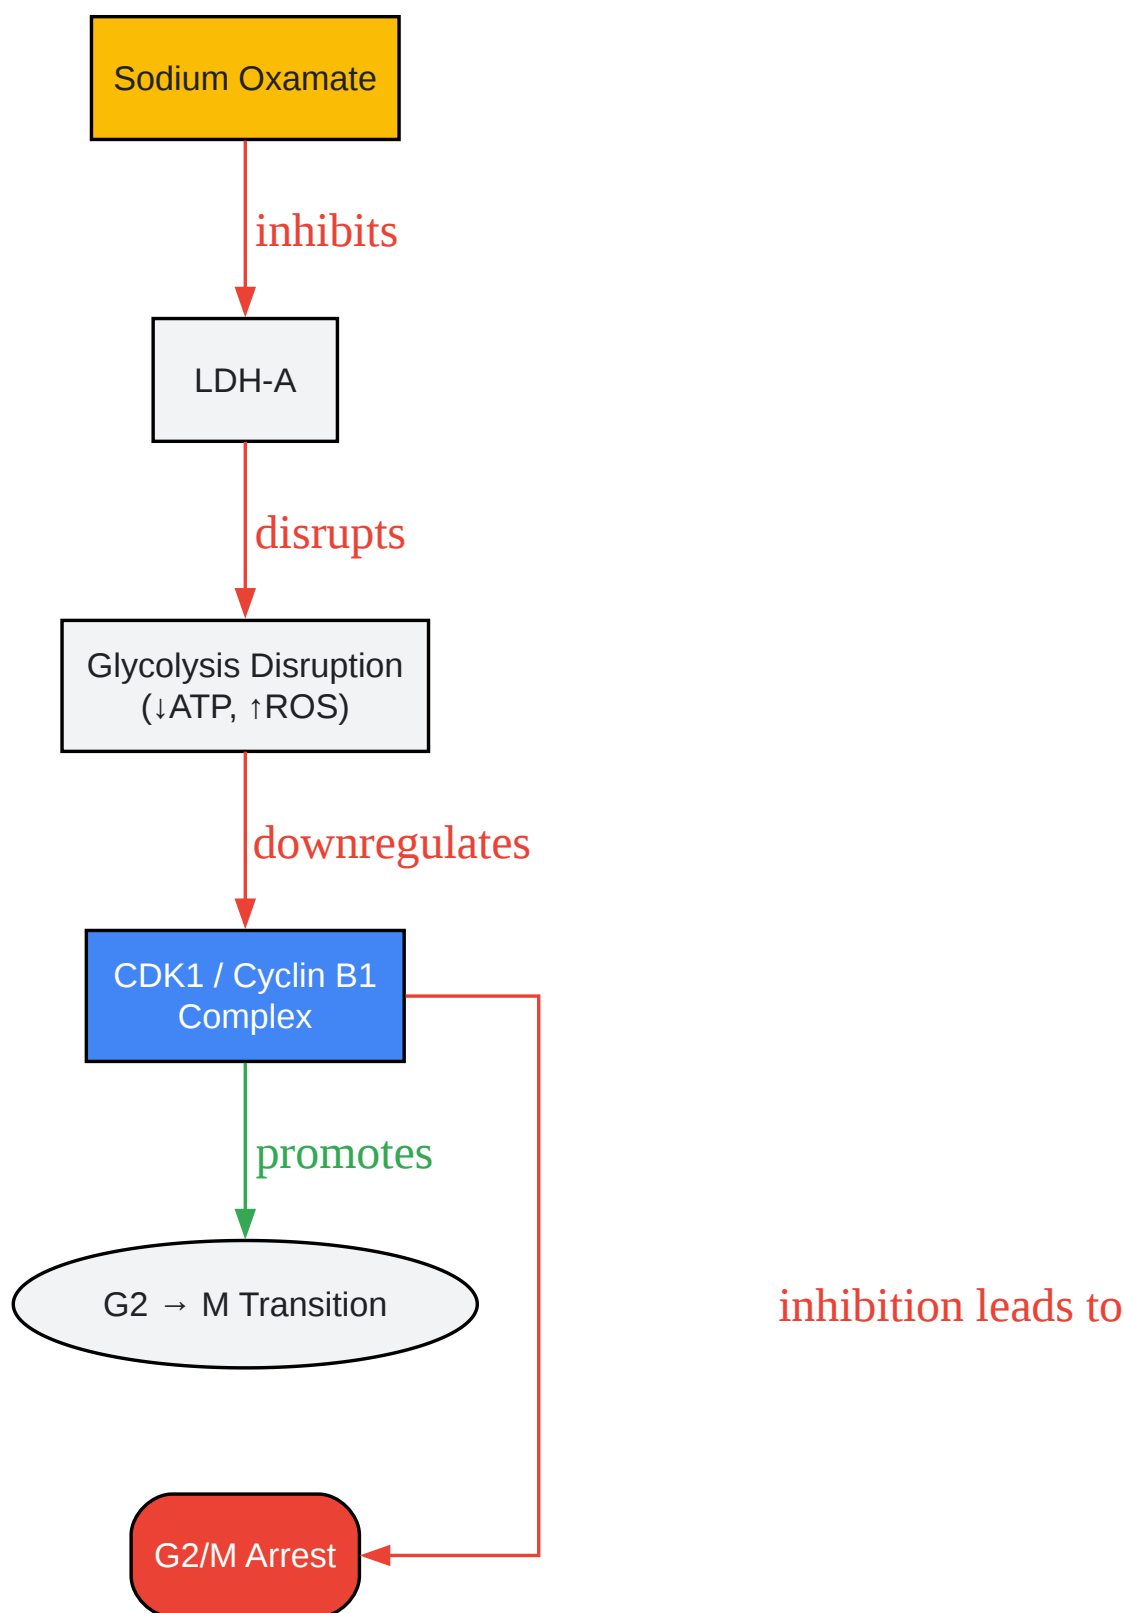 Sodium Oxamate
inhibits
LDH-A
disrupts
Glycolysis Disruption
(↓ATP, ↑ROS)
downregulates
CDK1 / Cyclin B1
Complex
promotes
G2 → M Transition
inhibition leads to
G2/M Arrest